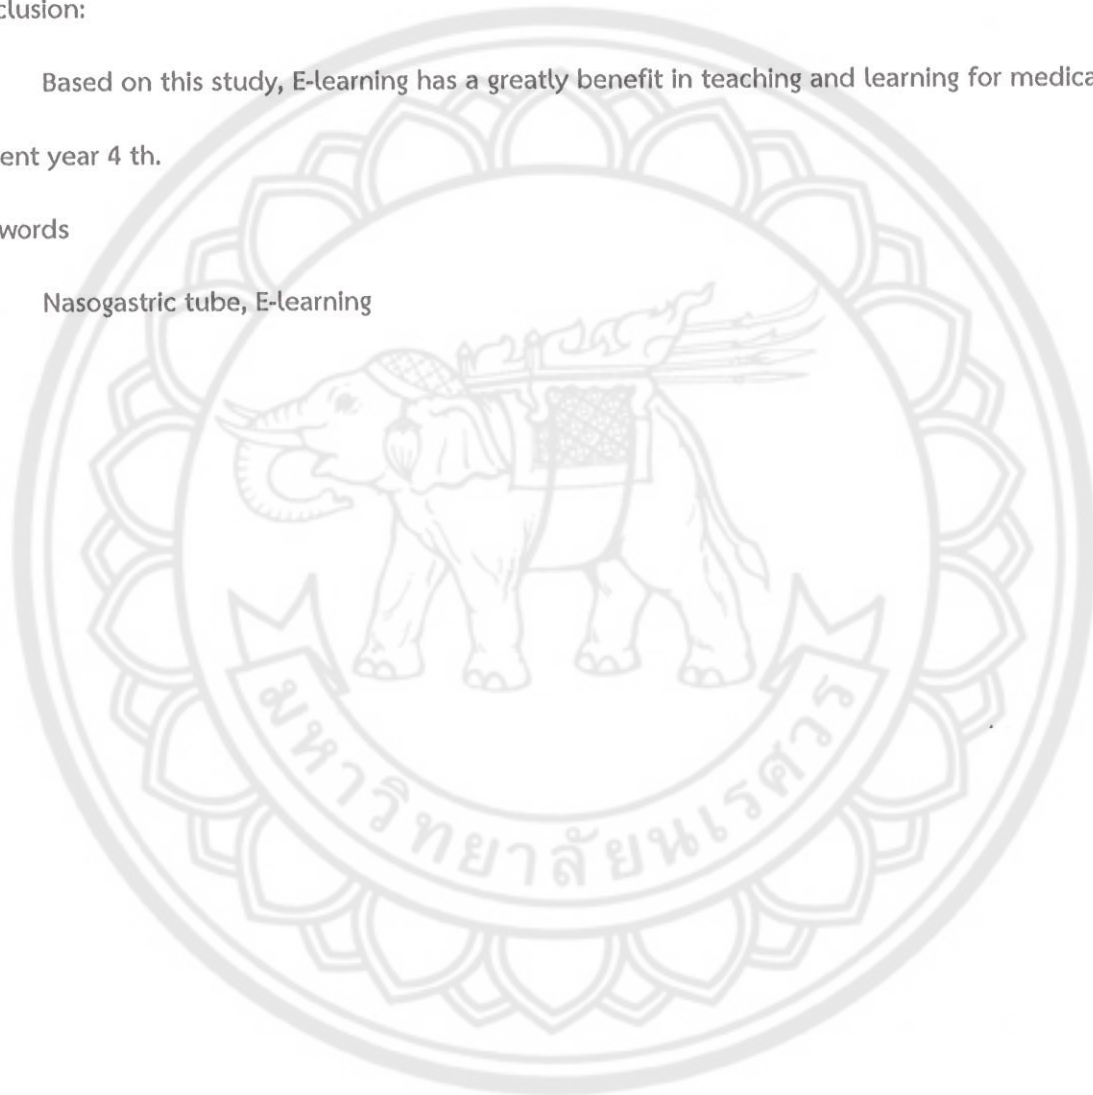 clusion:
Based on this study, E-learning has a greatly benefit in teaching and learning for medica
ent year 4 th.
words
Nasogastric tube, E-learning
มหาวิทยาลัยนเรศวร